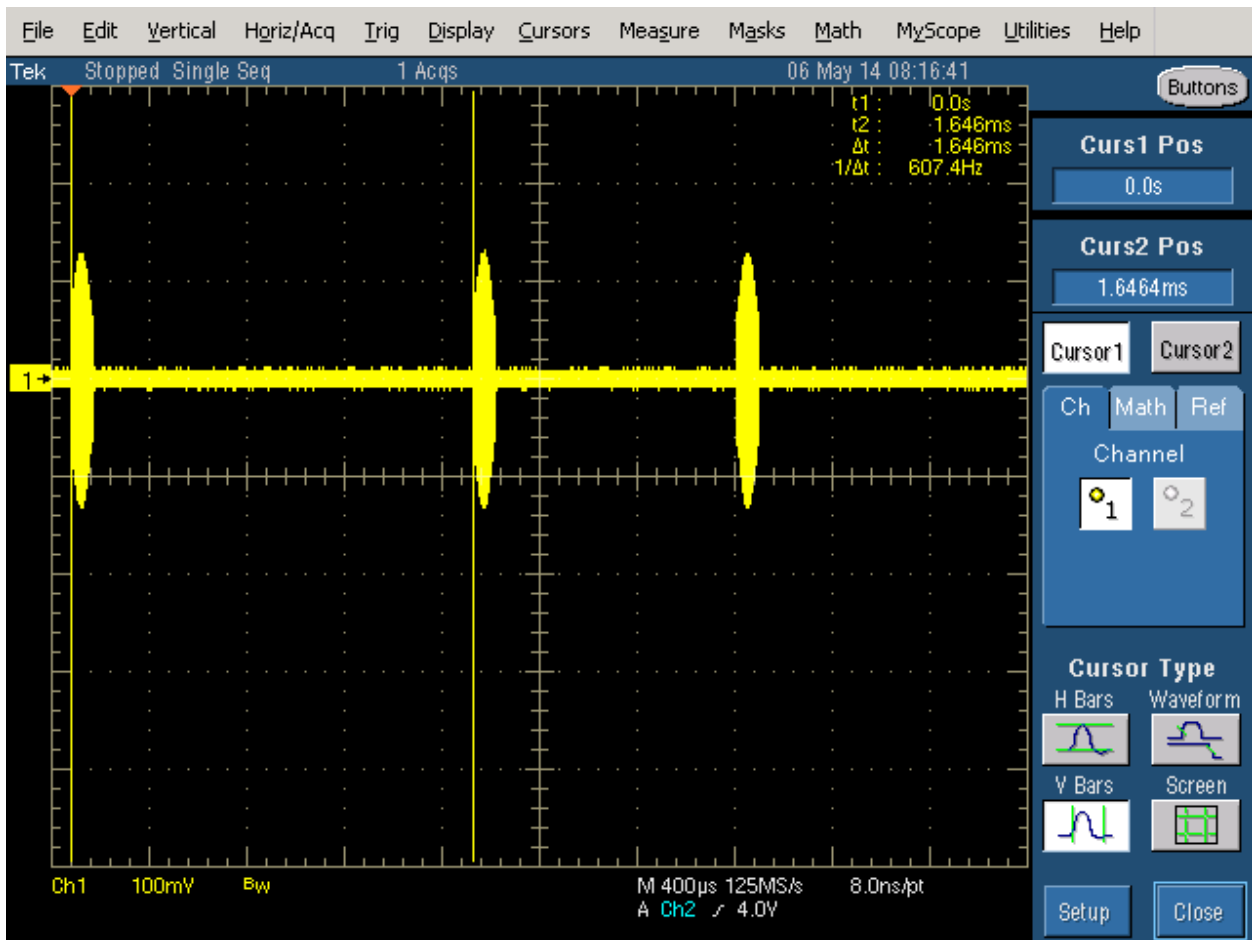 File Edit Vertical Horiz/Acq Trig Display Cursors Measure Masks Math MyScope Utilities Help
Tek Stopped Single Seq 1 Acqs 06 May 14 08:16:41
Buttons
t1 : 0.0s
t2 : 1.646ms
Δt : 1.646ms
1/Δt : 607.4Hz
Curs1 Pos
0.0s
Curs2 Pos
1.6464ms
Cursor1 Cursor2
Ch Math Ref
Channel
1 2
1
Cursor Type
H Bars Waveform
V Bars Screen
Setup Close
Ch1 100mV BW M 400µs 125MS/s 8.0ns/pt
A Ch2 4.0V